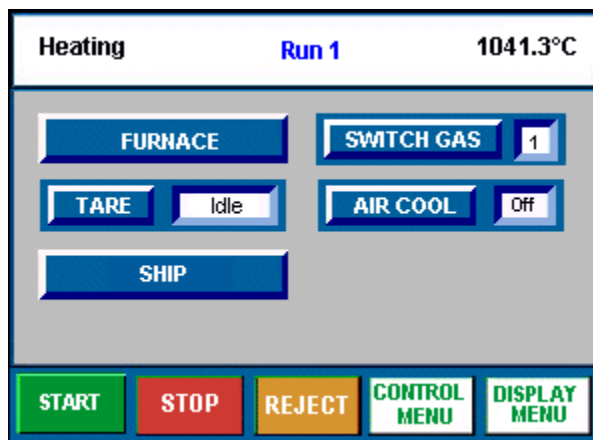 Heating Run 1 1041.3°C
FURNACE SWITCH GAS 1
TARE Idle AIR COOL Off
SHIP
START STOP REJECT CONTROL MENU DISPLAY MENU